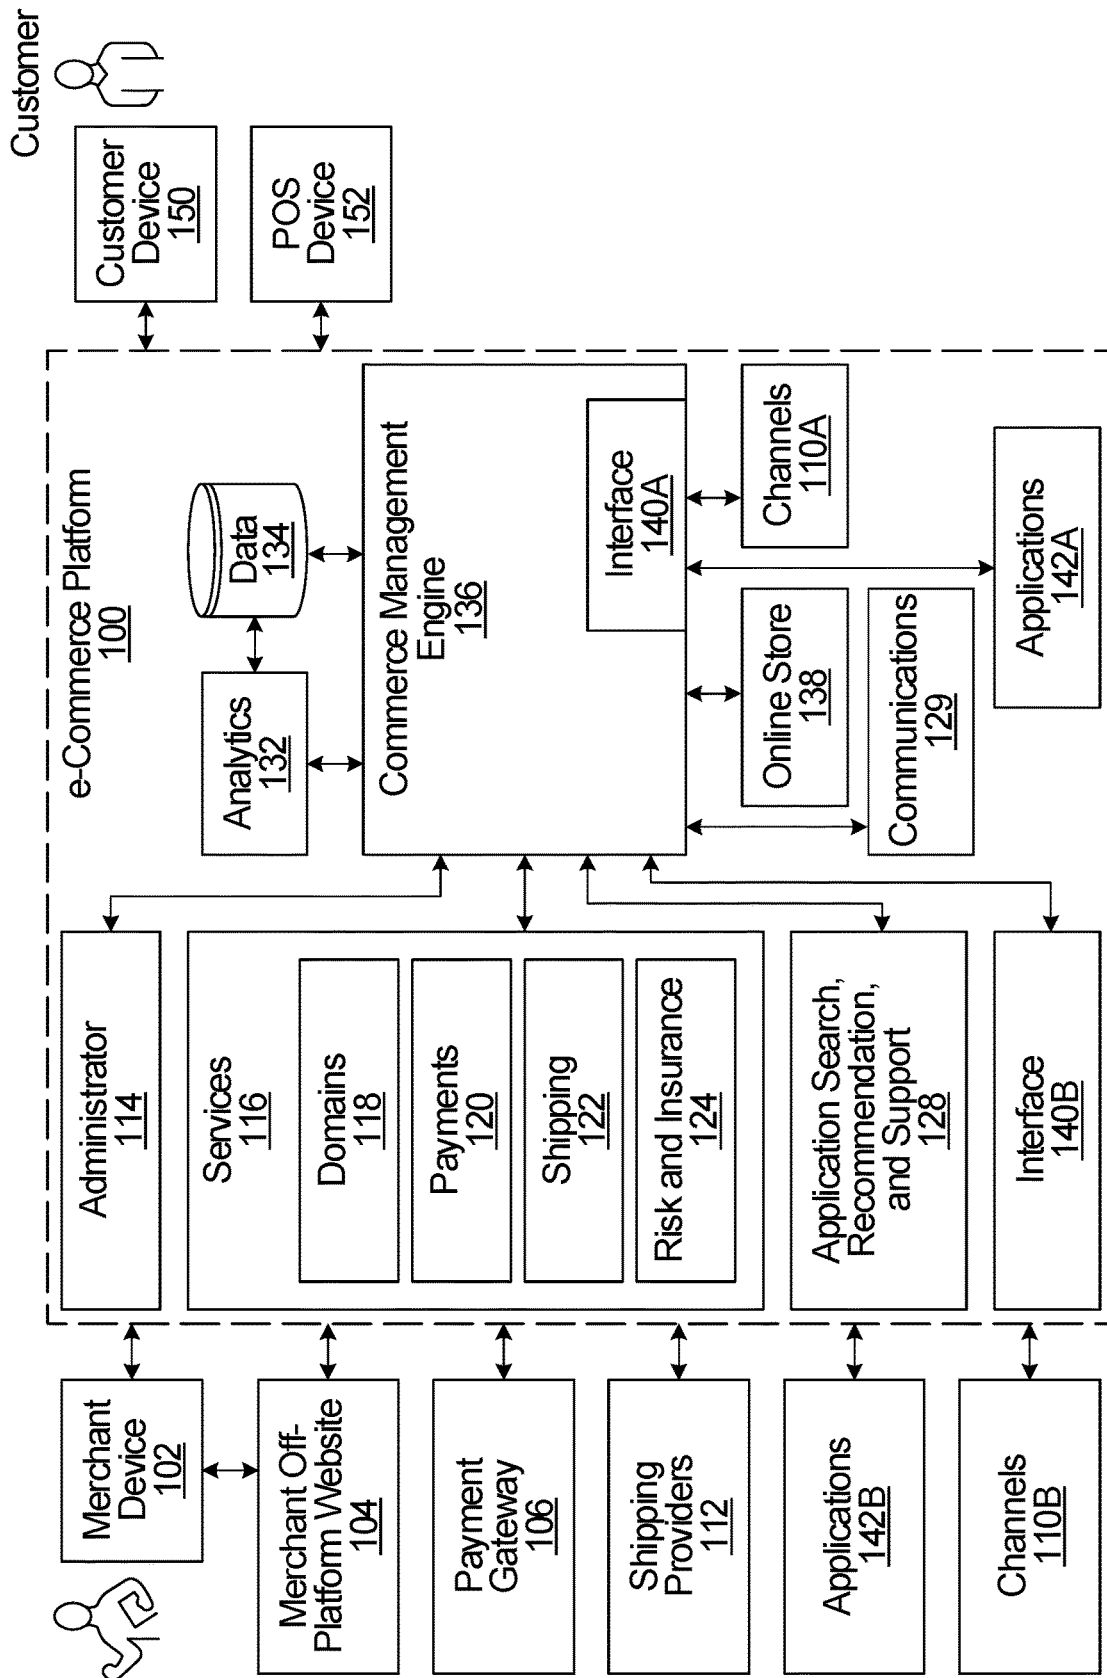 Customer
Merchant
Device
102
Merchant Off-
Platform Website
104
Payment
Gateway
106
Shipping
Providers
112
Applications
142B
Channels
110B
e-Commerce Platform
100
Administrator
114
Services
116
Domains
118
Payments
120
Shipping
122
Risk and Insurance
124
Application Search,
Recommendation,
and Support
128
Interface
140B
Analytics
132
Data
134
Commerce Management
Engine
136
Interface
140A
Online Store
138
Channels
110A
Communications
129
Applications
142A
Customer
Device
150
POS
Device
152